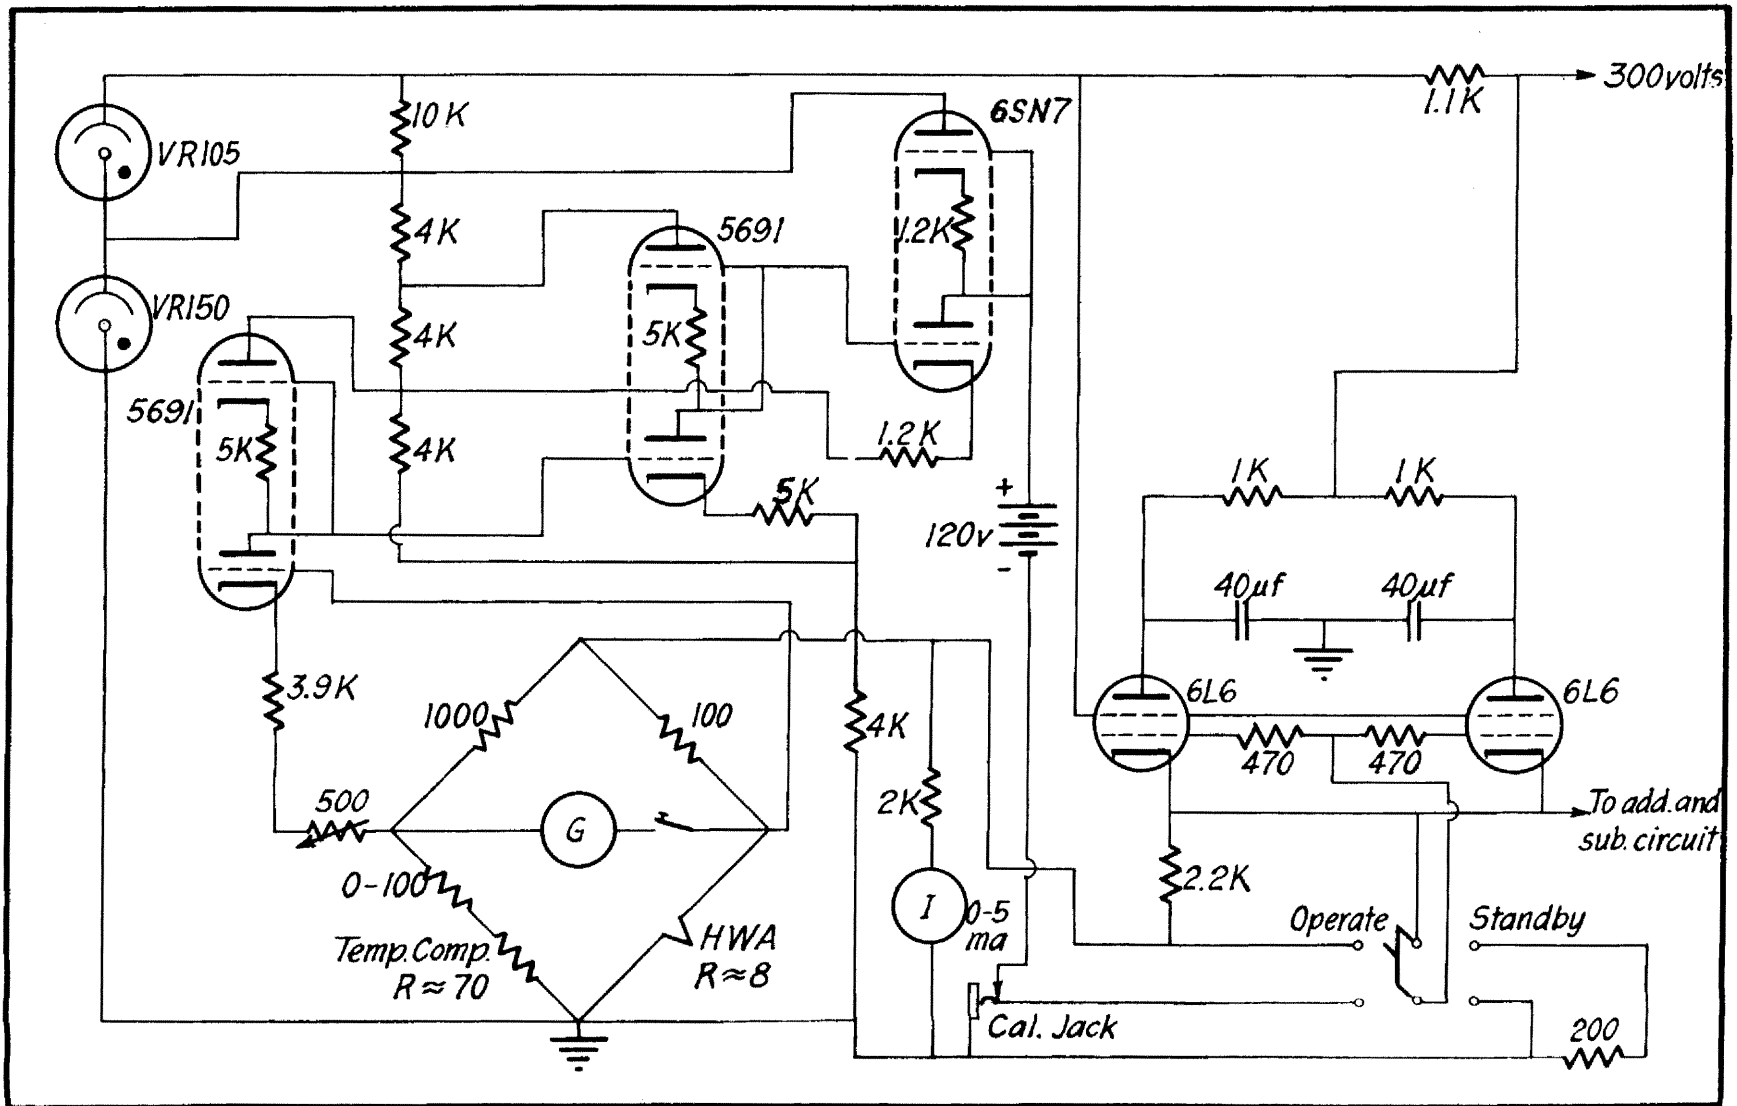 300volts
1.1K
10K
6SN7
VR105
4K
5691
1.2K
VR150
4K
5K
5691
5K
4K
1.2K
1K
1K
5K
+
120v
-
40µf
40µf
3.9K
1000
100
4K
6L6
6L6
470
470
500
G
2K
To add. and
sub. circuit
0-100
2.2K
I
0-5
ma
Operate
Standby
Temp. Comp.
R≈70
HWA
R≈8
Cal. Jack
200